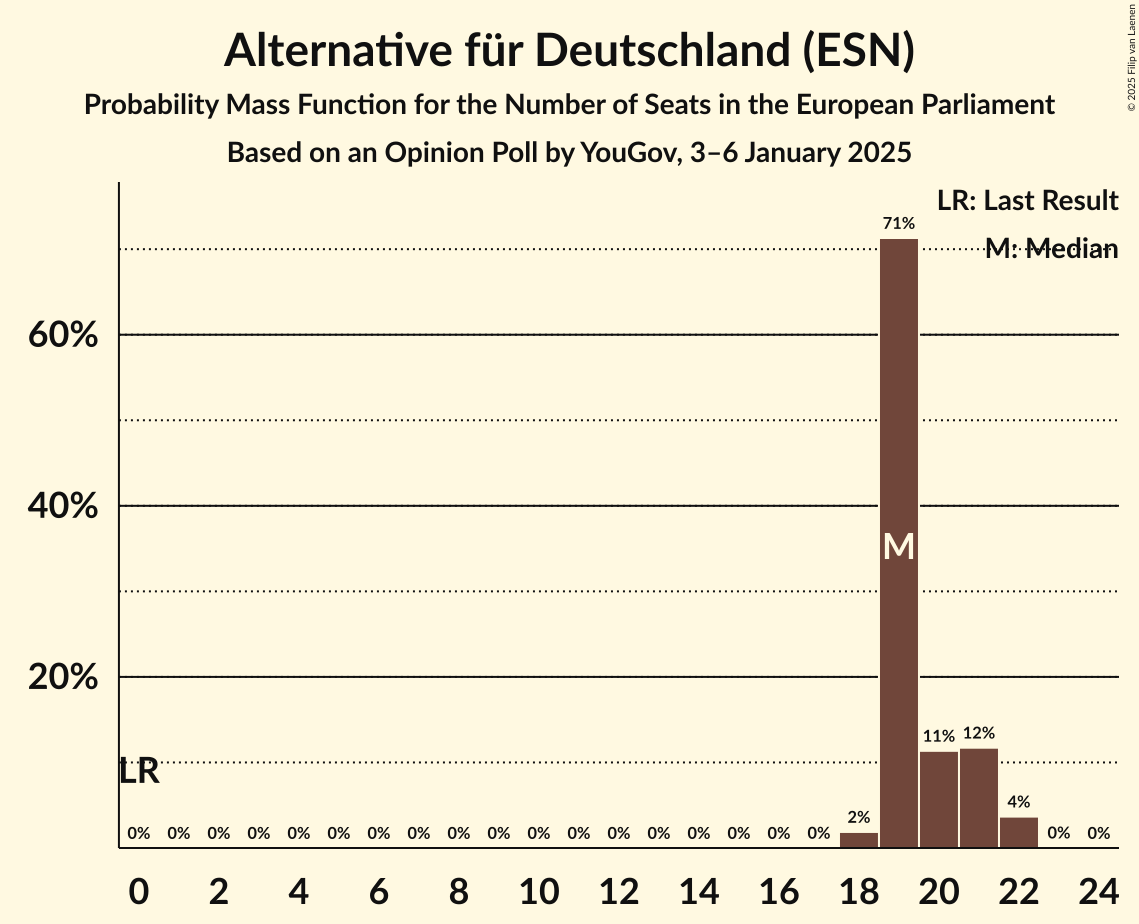 Alternative für Deutschland (ESN)
Probability Mass Function for the Number of Seats in the European Parliament
Based on an Opinion Poll by YouGov, 3–6 January 2025
© 2025 Filip van Laenen
LR: Last Result
M: Median
71%
60%
40%
M
20%
11% 12%
LR
4%
2%
0% 0% 0% 0% 0% 0% 0% 0% 0% 0% 0% 0% 0% 0% 0% 0% 0% 0% 0% 0%
0 2 4 6 8 10 12 14 16 18 20 22 24